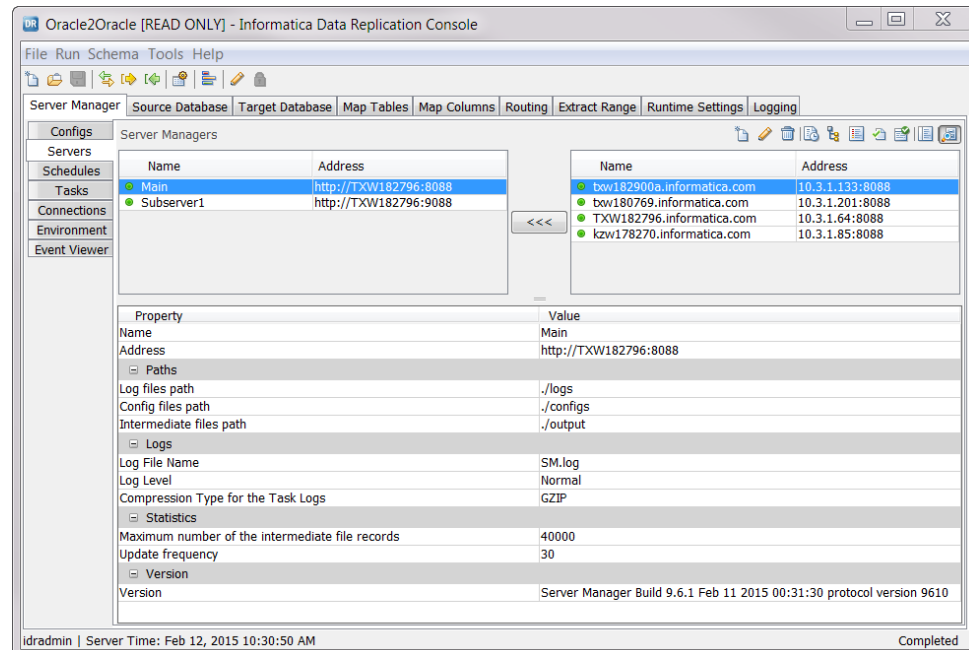 DR Oracle2Oracle [READ ONLY] - Informatica Data Replication Console
File Run Schema Tools Help
Server Manager Source Database Target Database Map Tables Map Columns Routing Extract Range Runtime Settings Logging
Configs
Servers
Schedules
Tasks
Connections
Environment
Event Viewer
Server Managers
Name Address
Main http://TXW182796:8088
Subserver1 http://TXW182796:9088
<<<
Name Address
txw182900a.informatica.com 10.3.1.133:8088
txw180769.informatica.com 10.3.1.201:8088
TXW182796.informatica.com 10.3.1.64:8088
kzw178270.informatica.com 10.3.1.85:8088
Property Value
Name Main
Address http://TXW182796:8088
Paths
Log files path ./logs
Config files path ./configs
Intermediate files path ./output
Logs
Log File Name SM.log
Log Level Normal
Compression Type for the Task Logs GZIP
Statistics
Maximum number of the intermediate file records 40000
Update frequency 30
Version
Version Server Manager Build 9.6.1 Feb 11 2015 00:31:30 protocol version 9610
idradmin | Server Time: Feb 12, 2015 10:30:50 AM Completed